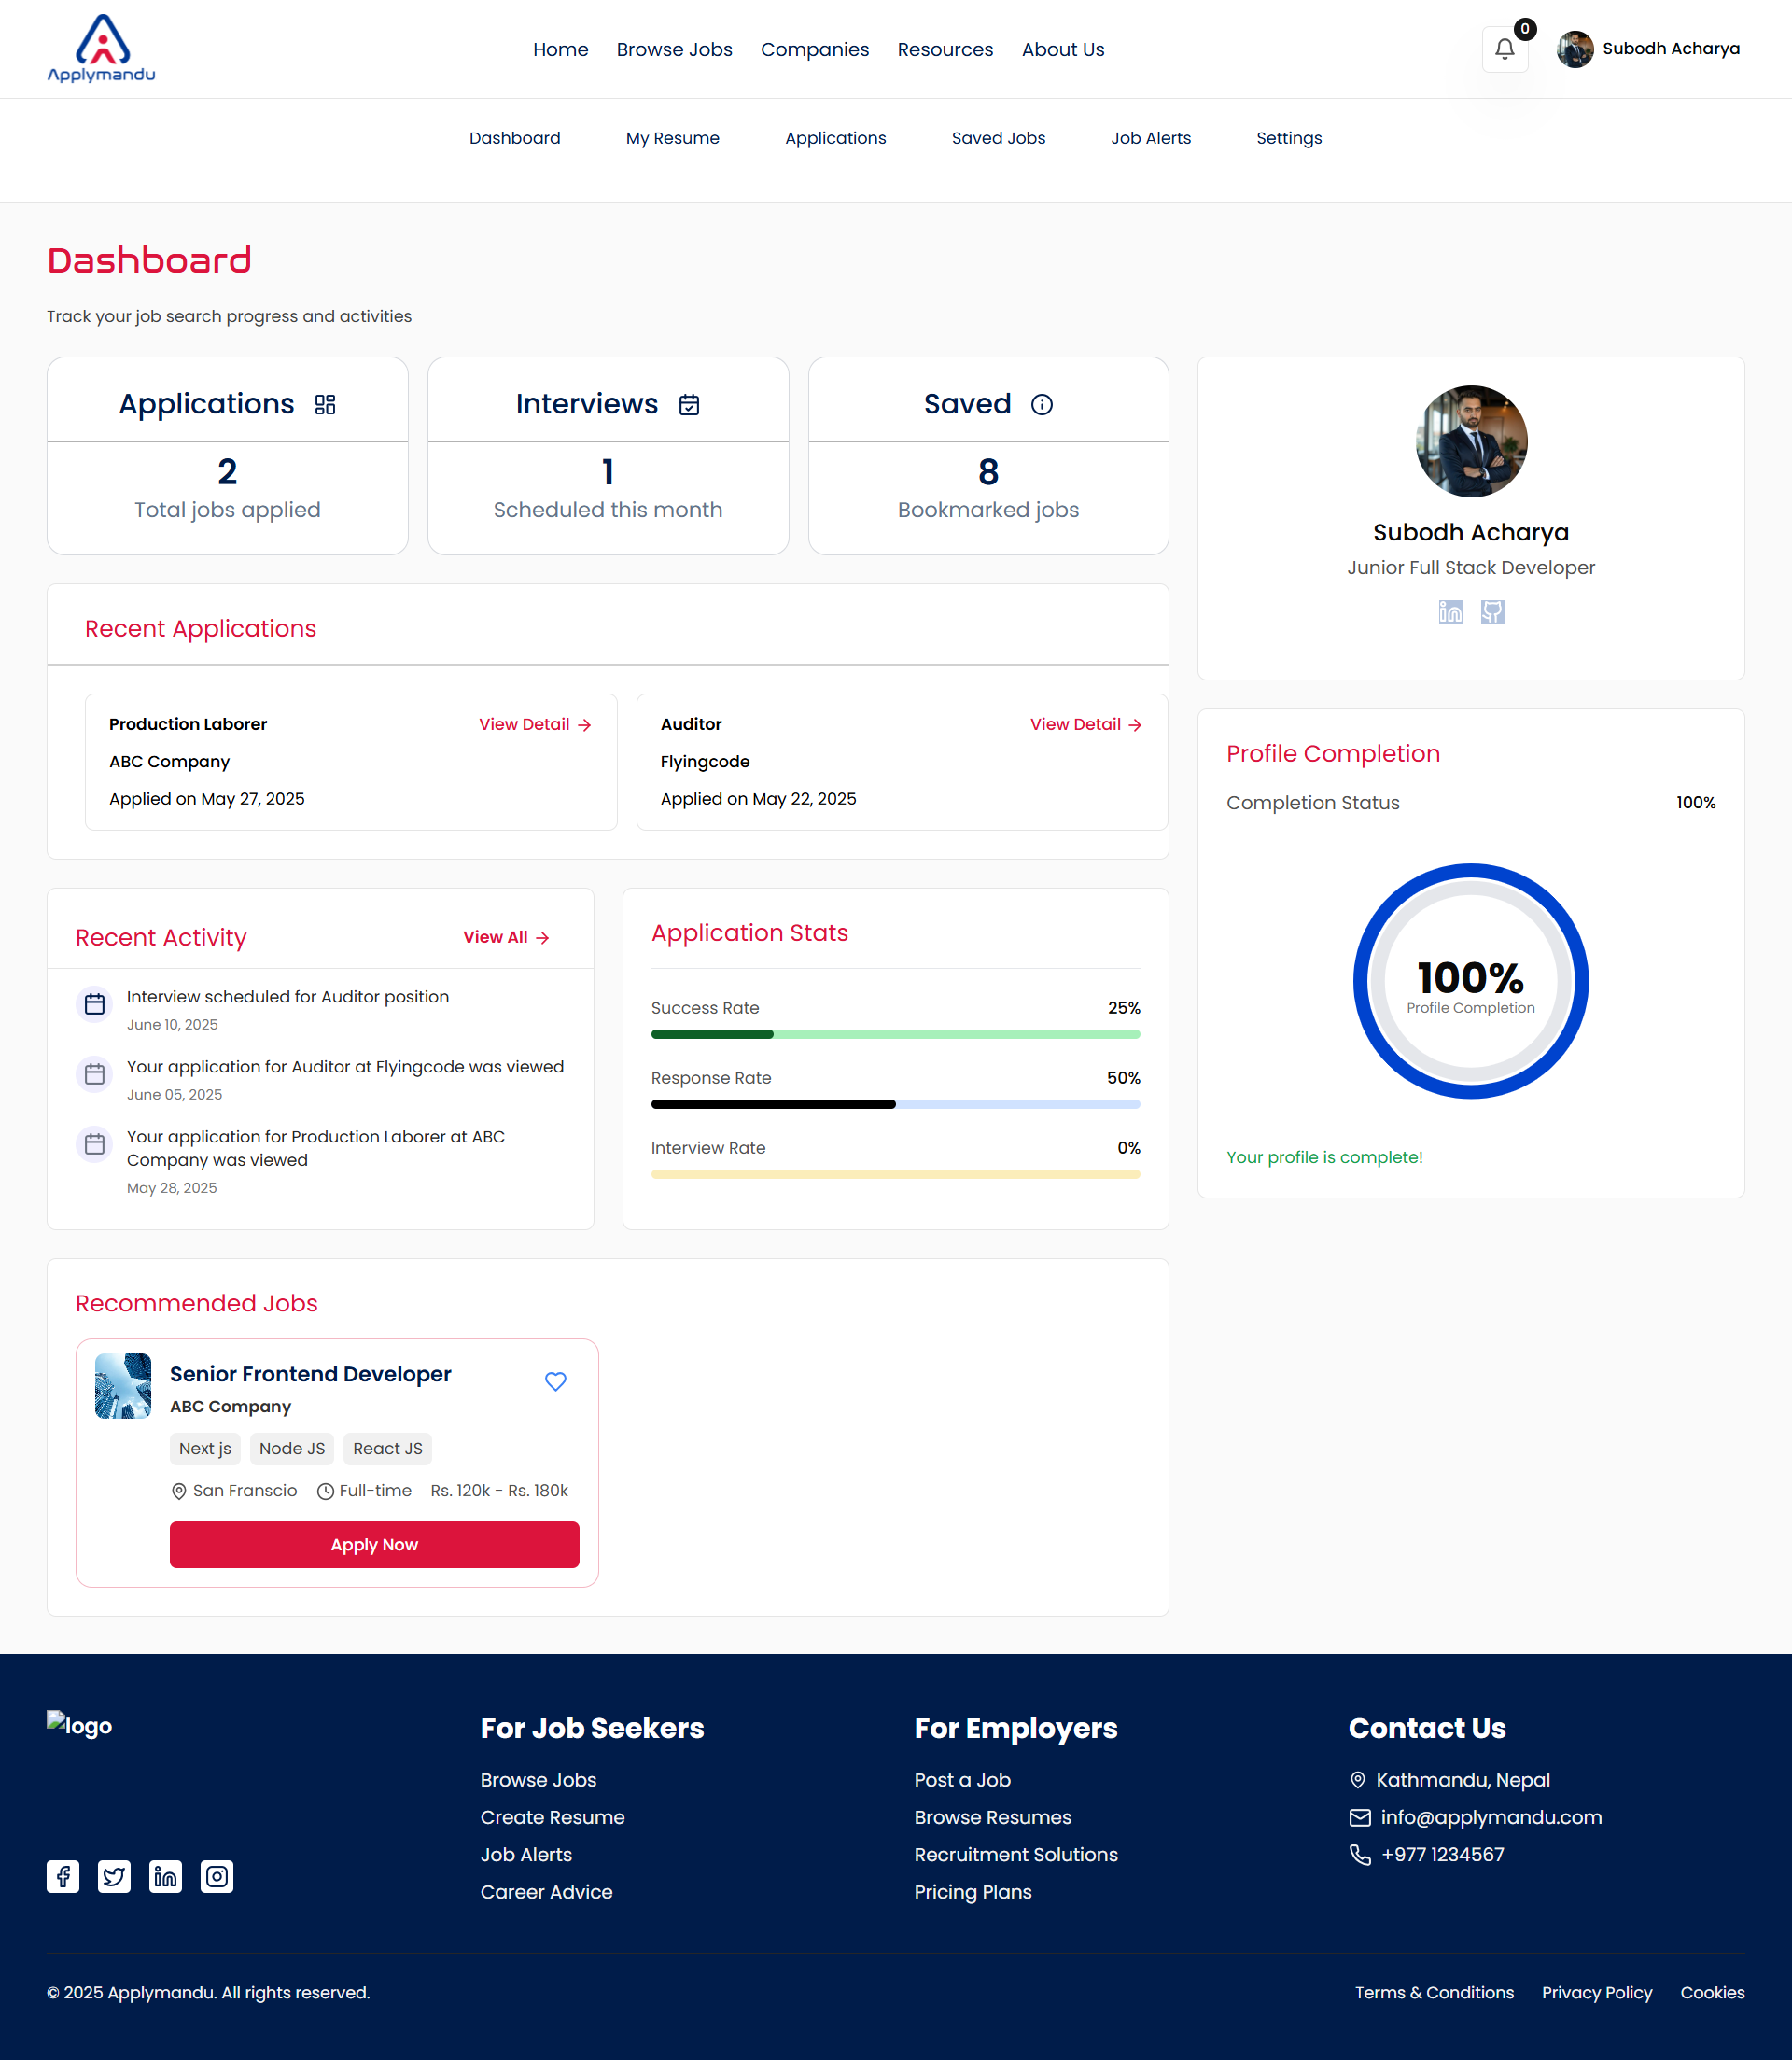 Applymandu
Home Browse Jobs Companies Resources About Us
0
Subodh Acharya
Dashboard My Resume Applications Saved Jobs Job Alerts Settings
Dashboard
Track your job search progress and activities
Applications
2
Total jobs applied
Interviews
1
Scheduled this month
Saved
8
Bookmarked jobs
Subodh Acharya
Junior Full Stack Developer
Recent Applications
Production Laborer View Detail
ABC Company
Applied on May 27, 2025
Auditor View Detail
Flyingcode
Applied on May 22, 2025
Profile Completion
Completion Status 100%
100%
Profile Completion
Your profile is complete!
Recent Activity View All
Interview scheduled for Auditor position
June 10, 2025
Your application for Auditor at Flyingcode was viewed
June 05, 2025
Your application for Production Laborer at ABC
Company was viewed
May 28, 2025
Application Stats
Success Rate 25%
Response Rate 50%
Interview Rate 0%
Recommended Jobs
Senior Frontend Developer
ABC Company
Next js Node JS React JS
San Franscio Full-time Rs. 120k - Rs. 180k
Apply Now
logo
For Job Seekers
Browse Jobs
Create Resume
Job Alerts
Career Advice
For Employers
Post a Job
Browse Resumes
Recruitment Solutions
Pricing Plans
Contact Us
Kathmandu, Nepal
info@applymandu.com
+977 1234567
© 2025 Applymandu. All rights reserved.
Terms & Conditions Privacy Policy Cookies